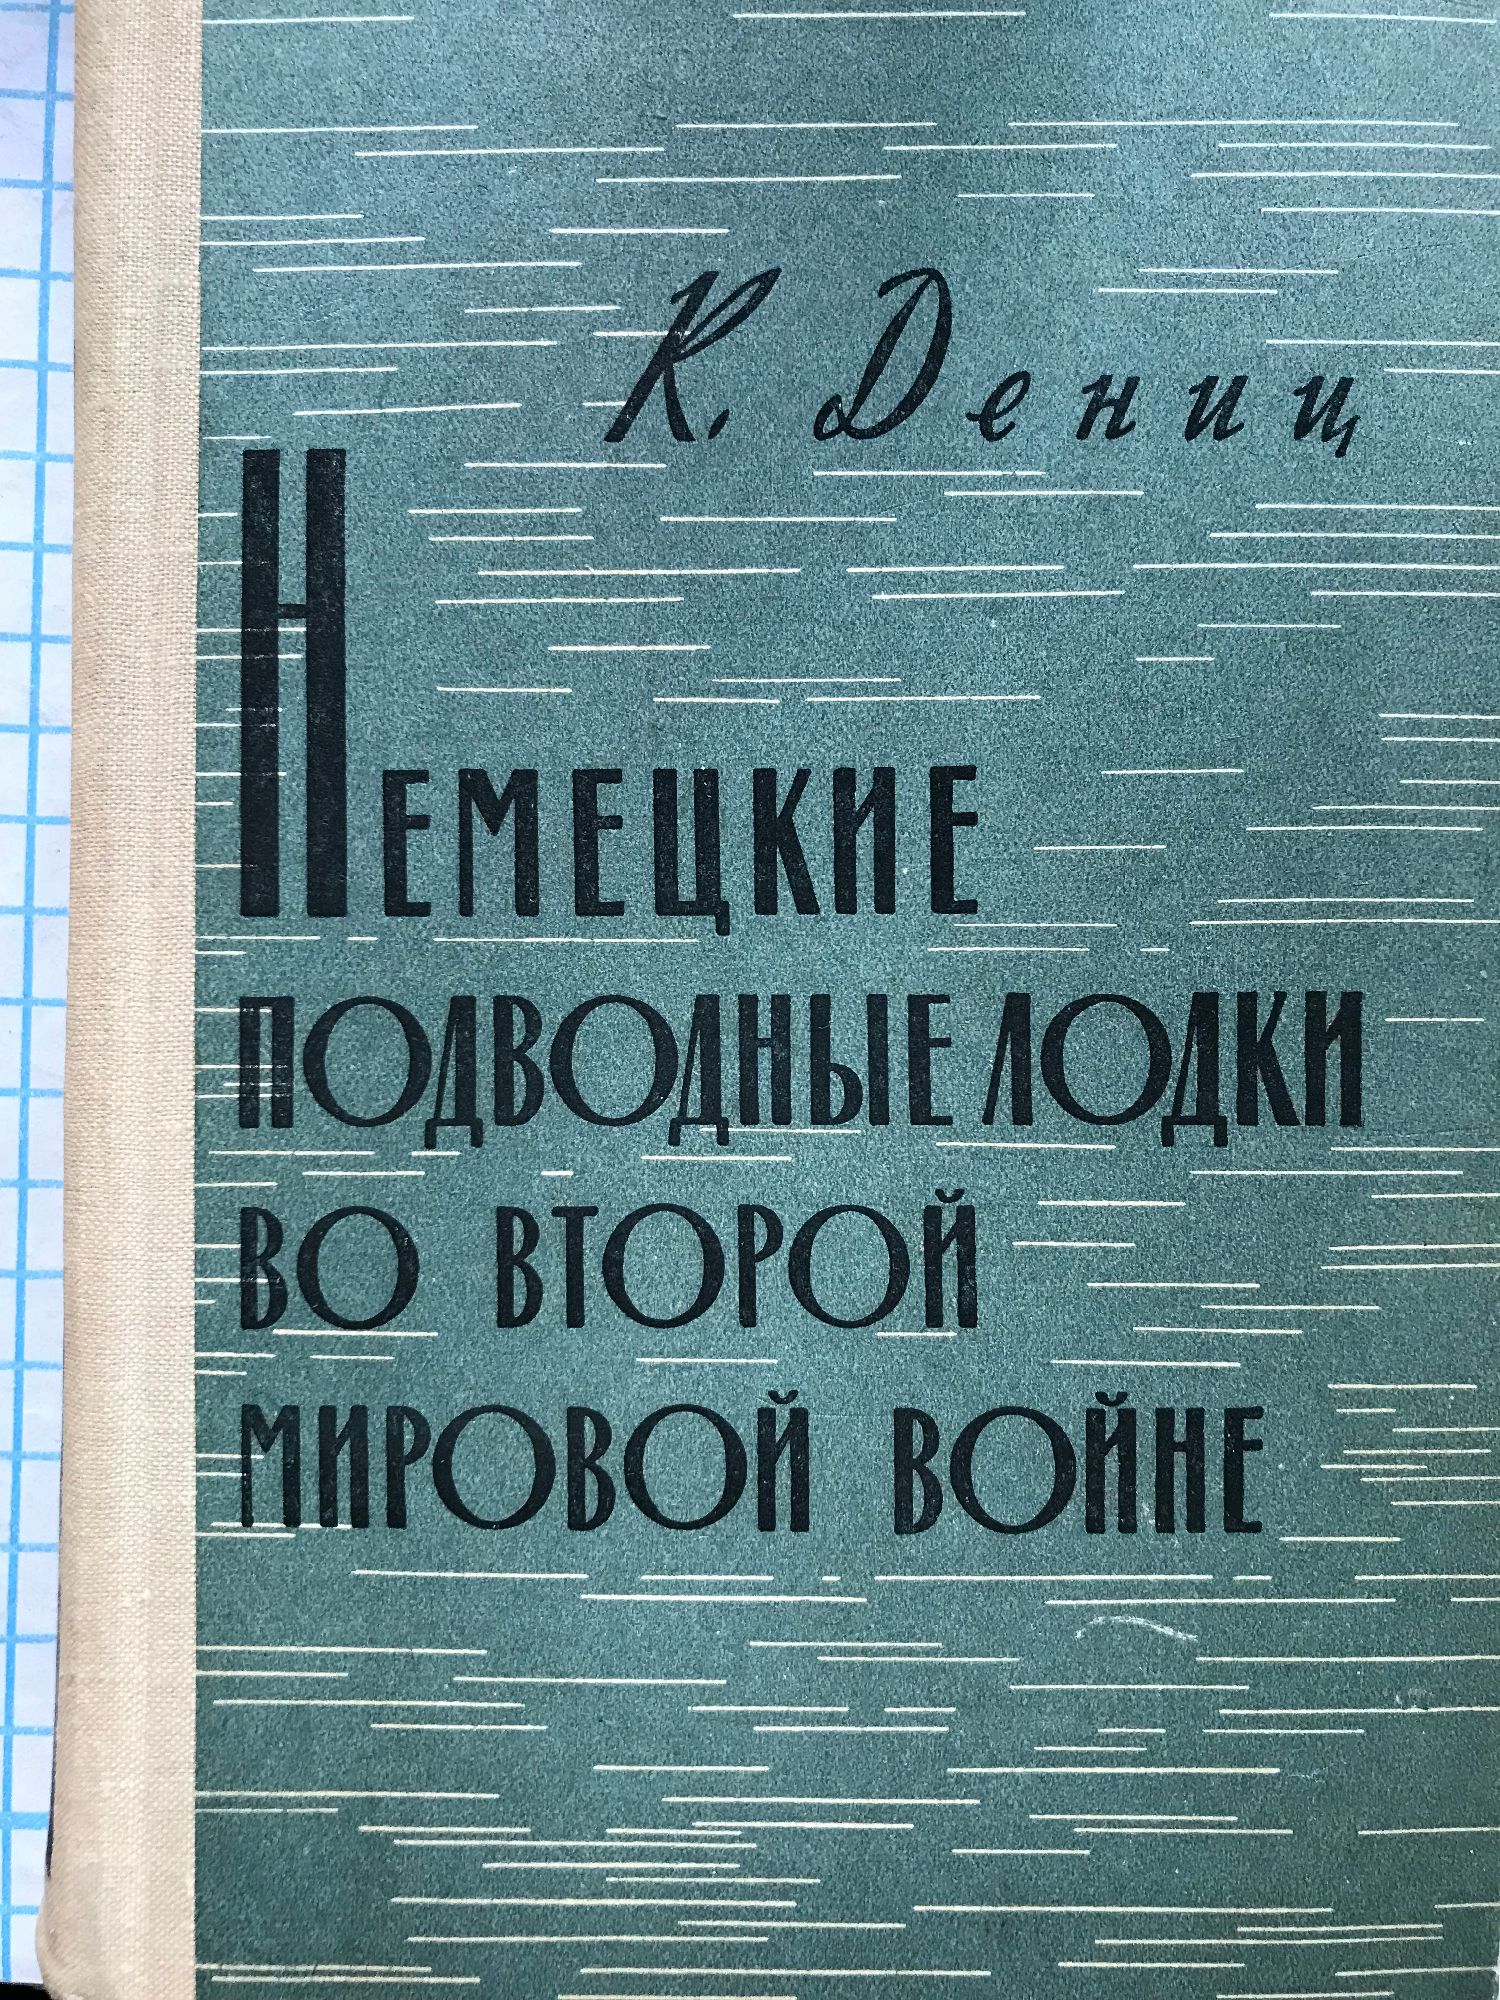 К. Дениц
Немецкие
подводные лодки
во второй
мировой войне